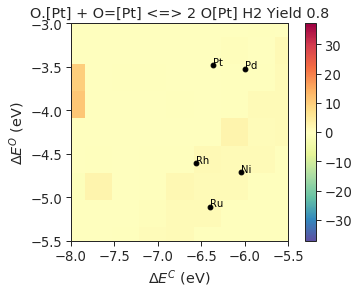 O.[Pt] + O=[Pt] <=> 2 O[Pt] H2 Yield 0.8
−3.0
−3.5
−4.0
−4.5
−5.0
−5.5
ΔE^O (eV)
Pt
Pd
Rh
Ni
Ru
−8.0 −7.5 −7.0 −6.5 −6.0 −5.5
ΔE^C (eV)
30
20
10
0
−10
−20
−30